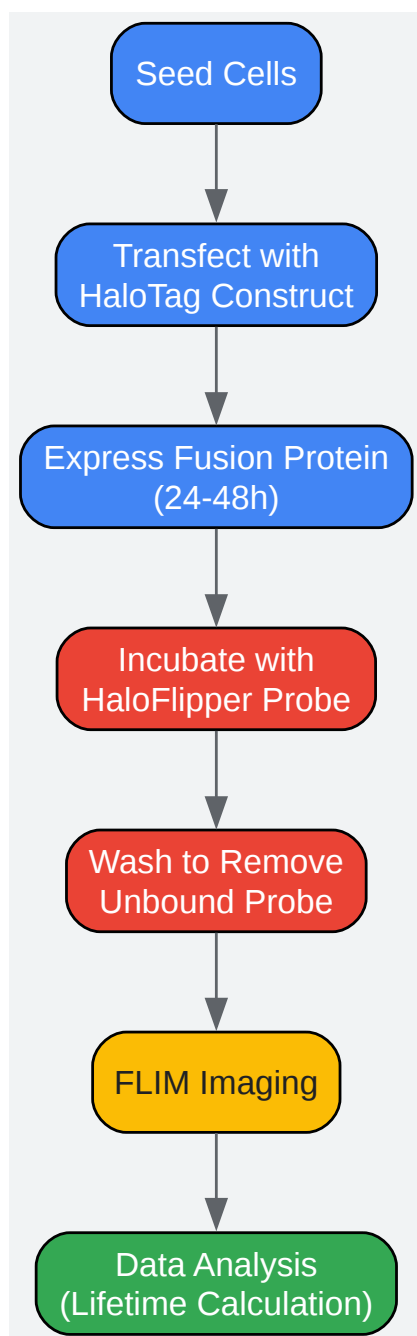 Seed Cells
Transfect with
HaloTag Construct
Express Fusion Protein
(24-48h)
Incubate with
HaloFlipper Probe
Wash to Remove
Unbound Probe
FLIM Imaging
Data Analysis
(Lifetime Calculation)